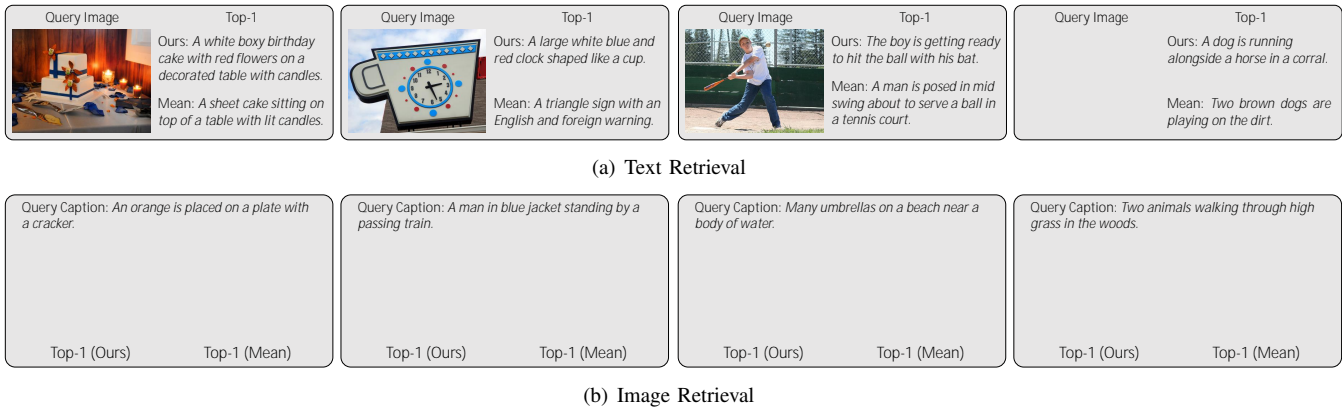 Query Image Top-1
Ours: A white boxy birthday
cake with red flowers on a
decorated table with candles.
Mean: A sheet cake sitting on
top of a table with lit candles.
Query Image Top-1
Ours: A large white blue and
red clock shaped like a cup.
Mean: A triangle sign with an
English and foreign warning.
Query Image Top-1
Ours: The boy is getting ready
to hit the ball with his bat.
Mean: A man is posed in mid
swing about to serve a ball in
a tennis court.
Query Image Top-1
Ours: A dog is running
alongside a horse in a corral.
Mean: Two brown dogs are
playing on the dirt.
(a) Text Retrieval
Query Caption: An orange is placed on a plate with
a cracker.
Top-1 (Ours) Top-1 (Mean)
Query Caption: A man in blue jacket standing by a
passing train.
Top-1 (Ours) Top-1 (Mean)
Query Caption: Many umbrellas on a beach near a
body of water.
Top-1 (Ours) Top-1 (Mean)
Query Caption: Two animals walking through high
grass in the woods.
Top-1 (Ours) Top-1 (Mean)
(b) Image Retrieval